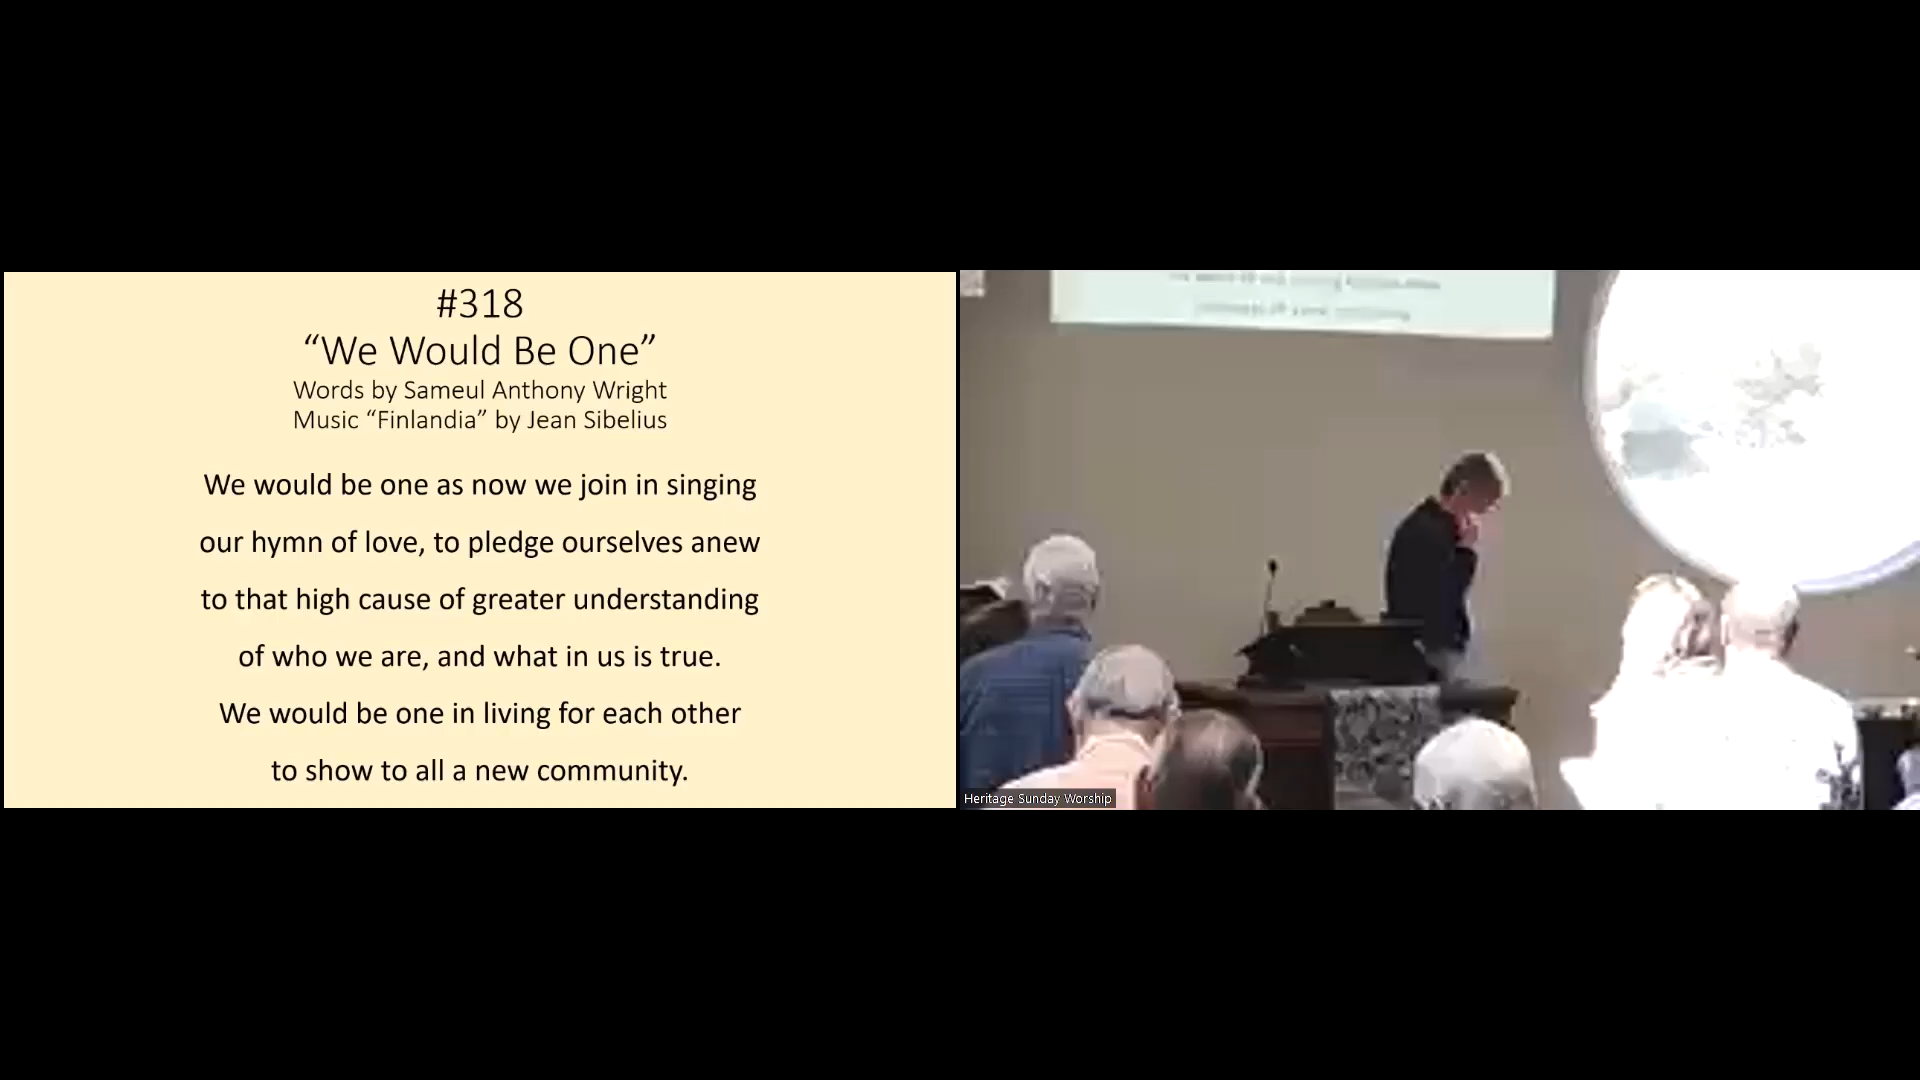 #318
“We Would Be One”
Words by Sameul Anthony Wright
Music “Finlandia” by Jean Sibelius
We would be one as now we join in singing
our hymn of love, to pledge ourselves anew
to that high cause of greater understanding
of who we are, and what in us is true.
We would be one in living for each other
to show to all a new community.
Heritage Sunday Worship